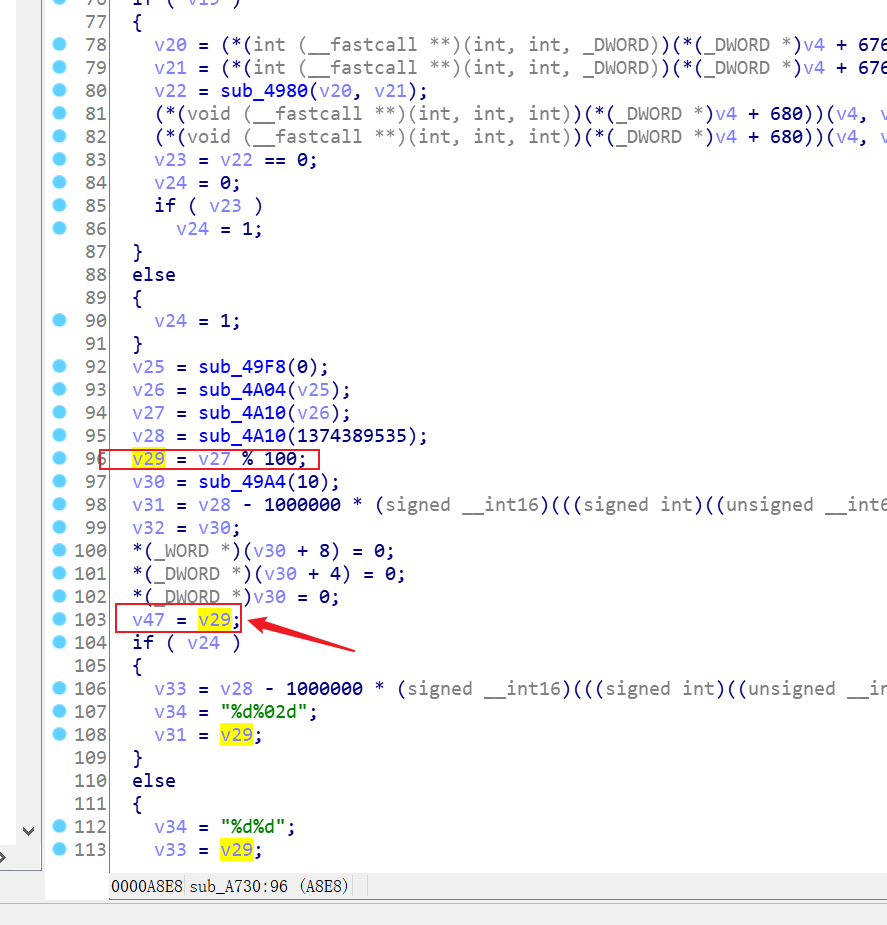 76 if ( v19 )
77 {
78 v20 = (*(int (__fastcall **)(int, int, _DWORD))(*(_DWORD *)v4 + 676
79 v21 = (*(int (__fastcall **)(int, int, _DWORD))(*(_DWORD *)v4 + 676
80 v22 = sub_4980(v20, v21);
81 (*(void (__fastcall **)(int, int, int))(*(_DWORD *)v4 + 680))(v4, v
82 (*(void (__fastcall **)(int, int, int))(*(_DWORD *)v4 + 680))(v4, v
83 v23 = v22 == 0;
84 v24 = 0;
85 if ( v23 )
86 v24 = 1;
87 }
88 else
89 {
90 v24 = 1;
91 }
92 v25 = sub_49F8(0);
93 v26 = sub_4A04(v25);
94 v27 = sub_4A10(v26);
95 v28 = sub_4A10(1374389535);
96 v29 = v27 % 100;
97 v30 = sub_49A4(10);
98 v31 = v28 - 1000000 * (signed __int16)(((signed int)((unsigned __int6
99 v32 = v30;
100 *(_WORD *)(v30 + 8) = 0;
101 *(_DWORD *)(v30 + 4) = 0;
102 *(_DWORD *)v30 = 0;
103 v47 = v29;
104 if ( v24 )
105 {
106 v33 = v28 - 1000000 * (signed __int16)(((signed int)((unsigned __in
107 v34 = "%d%02d";
108 v31 = v29;
109 }
110 else
111 {
112 v34 = "%d%d";
113 v33 = v29;
0000A8E8 sub_A730:96 (A8E8)